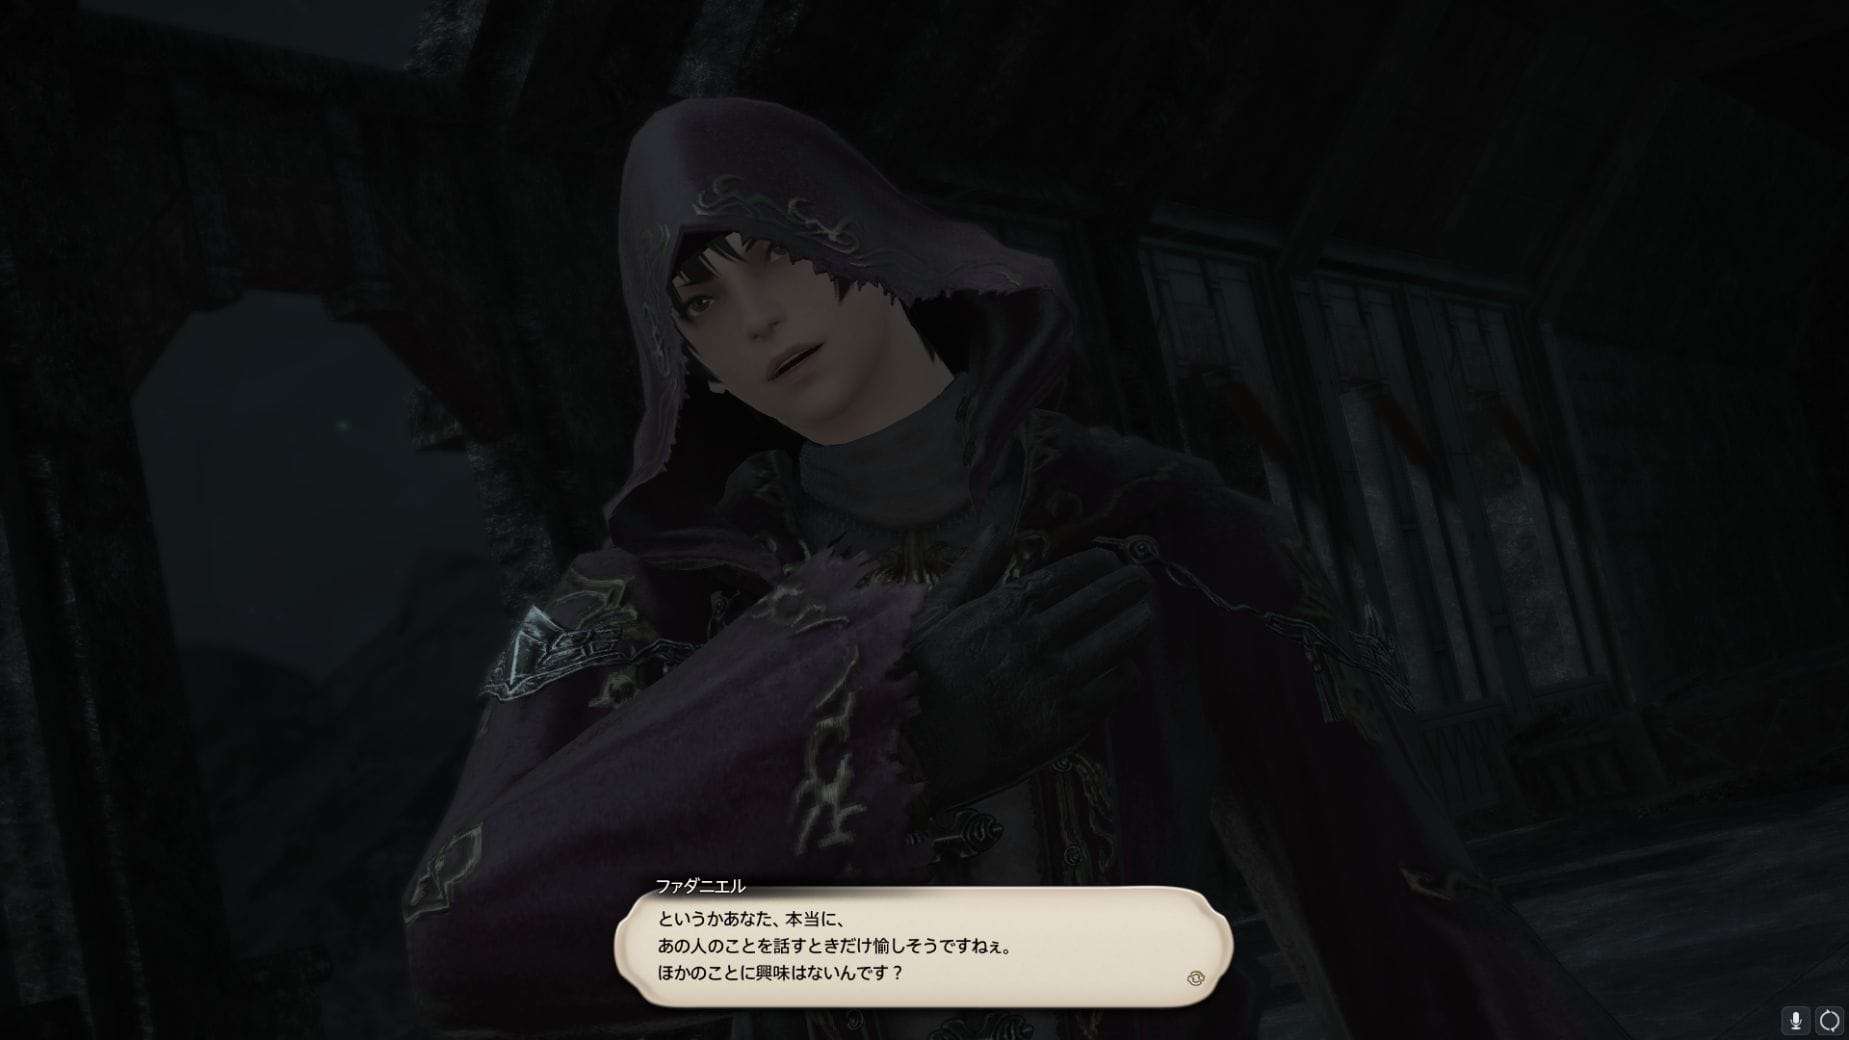 ファダニエル
というかあなた、本当に、
あの人のことを話すときだけ愉しそうですねぇ。
ほかのことに興味はないんです？